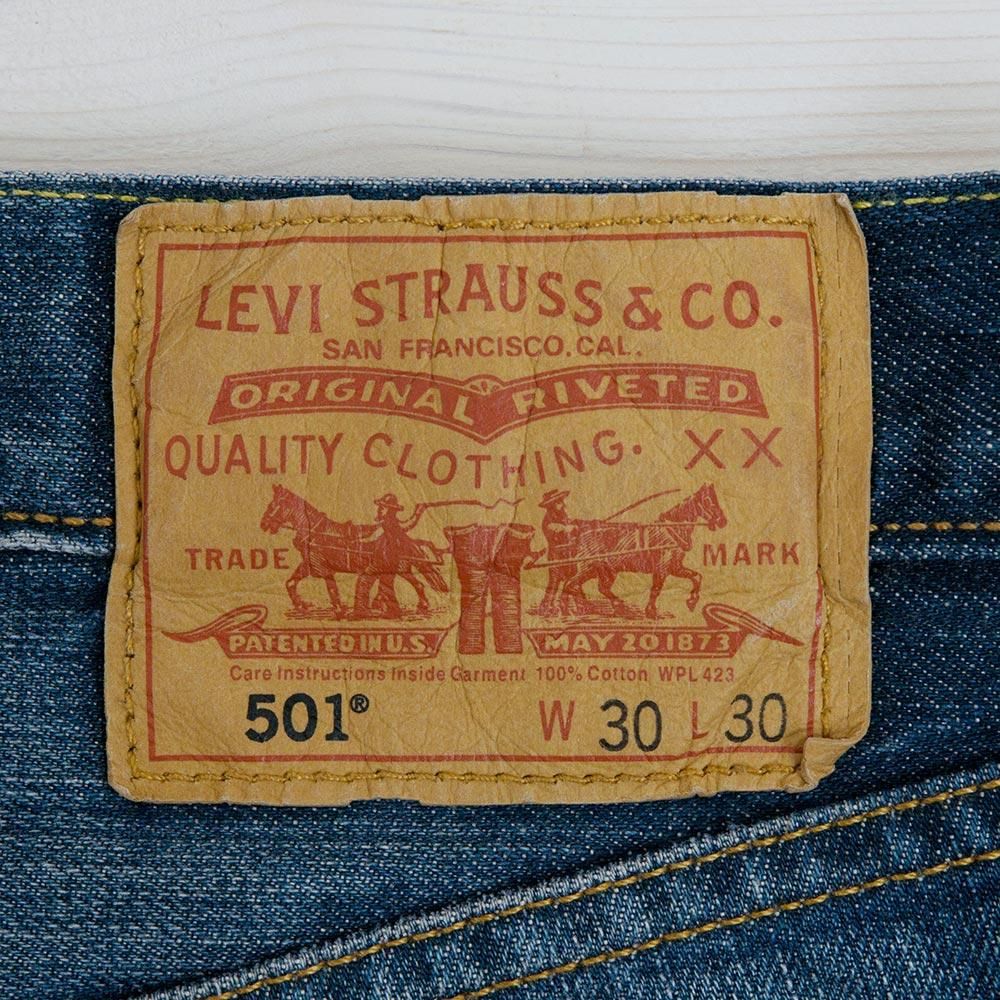 LEVI STRAUSS & CO.
SAN FRANCISCO. CAL.
ORIGINAL RIVETED
QUALITY CLOTHING. XX
TRADE MARK
PATENTED IN U.S. MAY 20 1873
Care Instructions Inside Garment 100% Cotton WPL 423
501® W 30 L 30